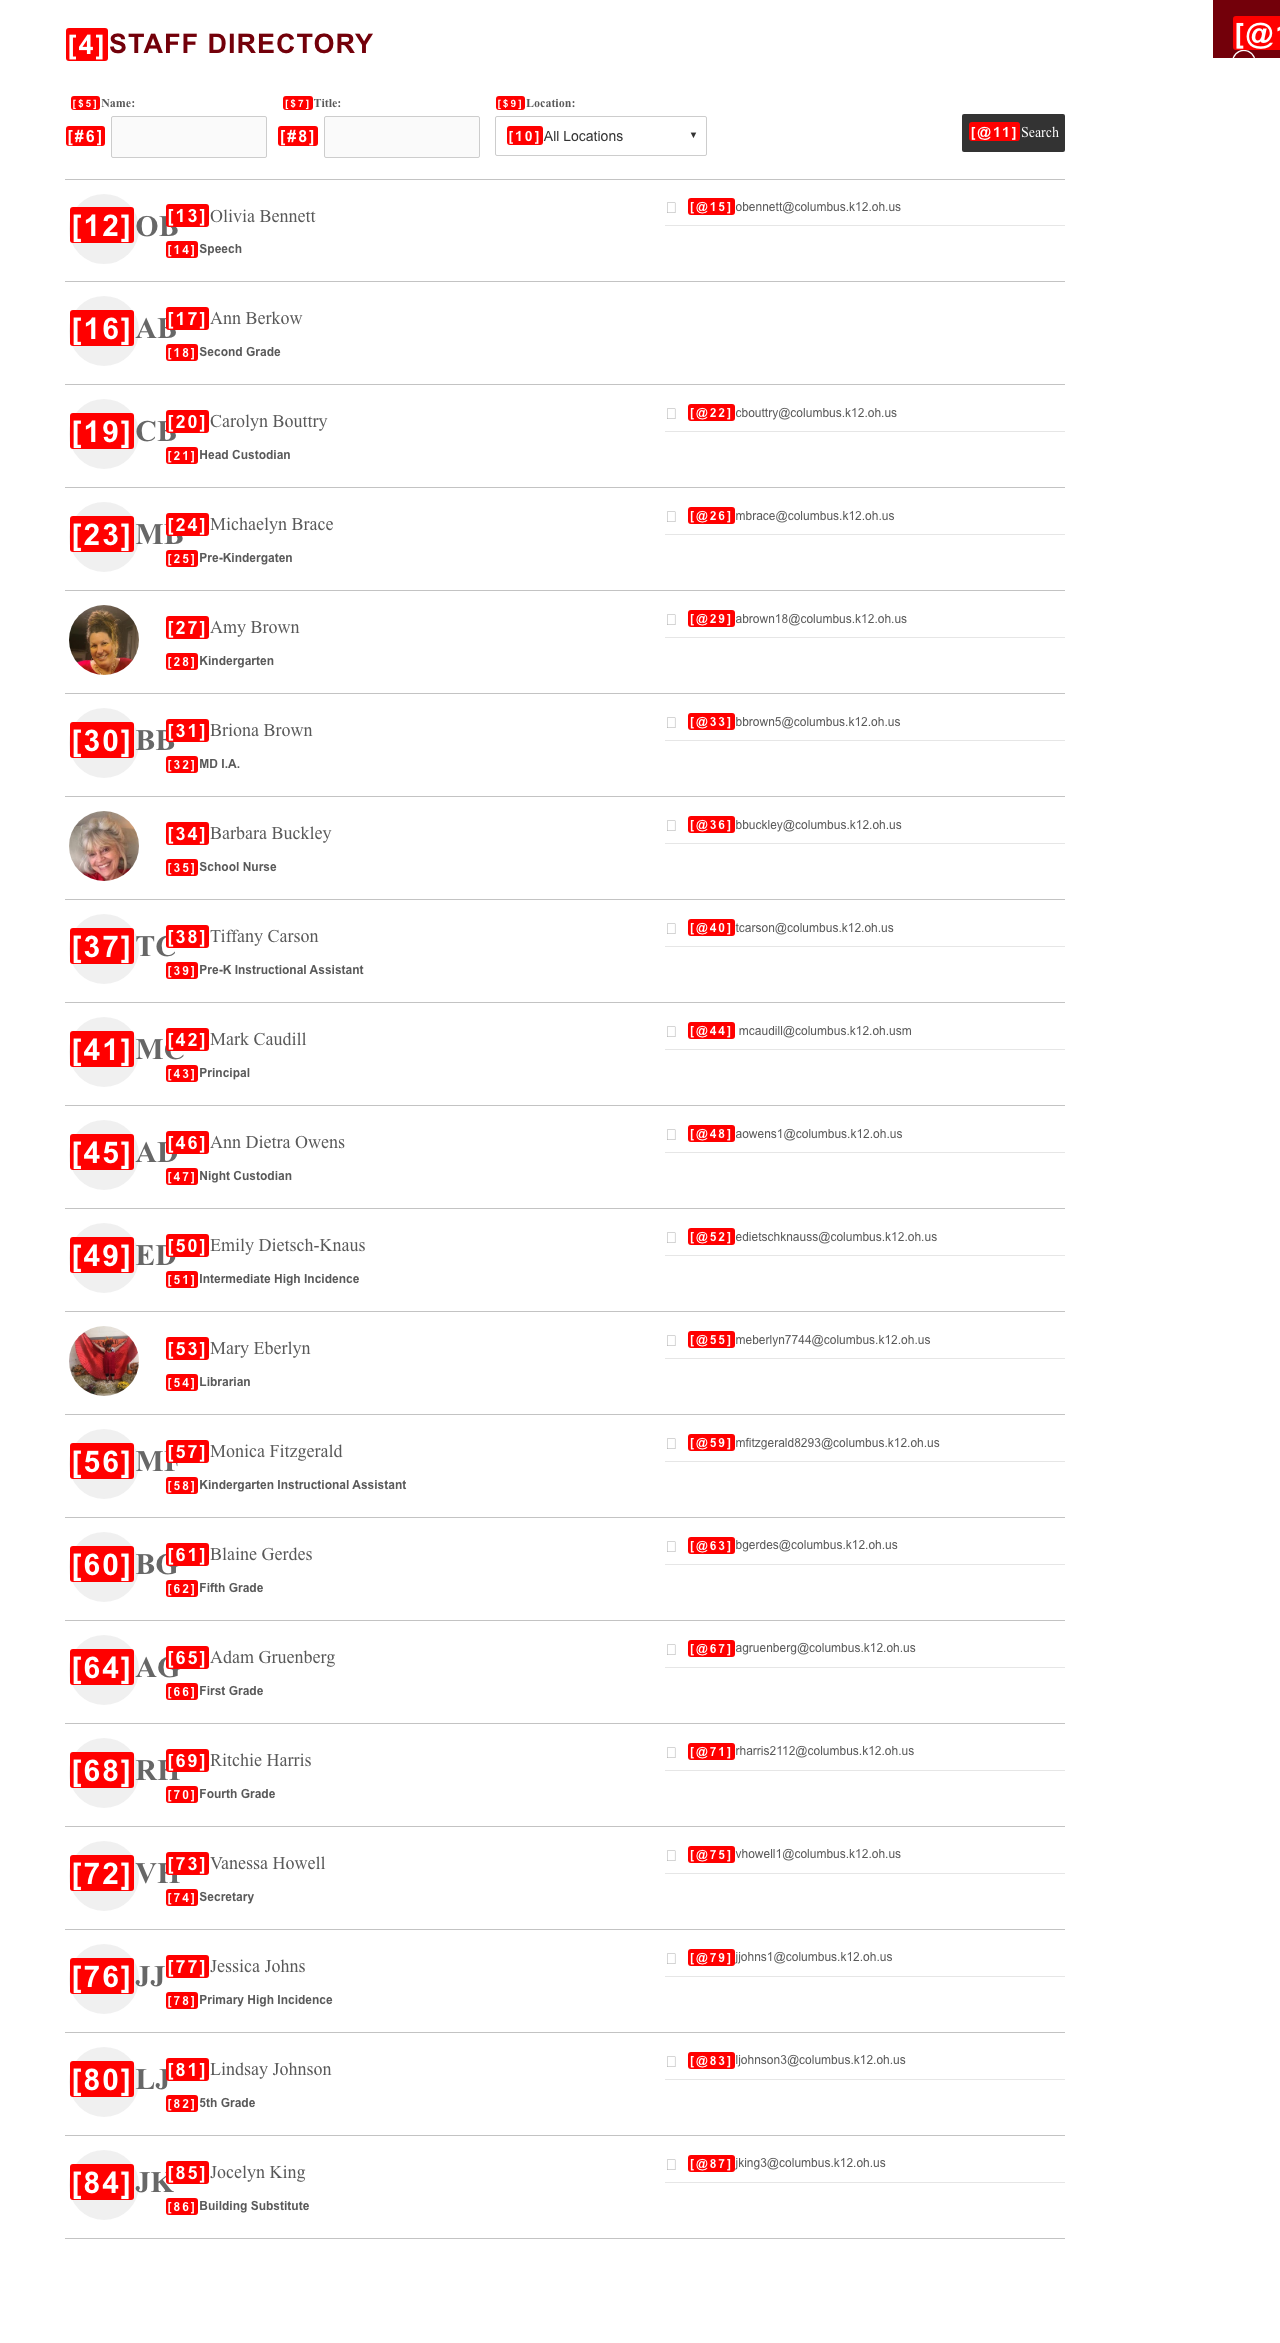 [4]STAFF DIRECTORY
[@1
[$5]Name:
[$7]Title:
[$9]Location:
[#6]
[#8]
[10]All Locations
[@11]Search
[12]OB
[13]Olivia Bennett
[@15]obennett@columbus.k12.oh.us
[14]Speech
[16]AB
[17]Ann Berkow
[18]Second Grade
[19]CB
[20]Carolyn Bouttry
[@22]cbouttry@columbus.k12.oh.us
[21]Head Custodian
[23]MB
[24]Michaelyn Brace
[@26]mbrace@columbus.k12.oh.us
[25]Pre-Kindergaten
[27]Amy Brown
[@29]abrown18@columbus.k12.oh.us
[28]Kindergarten
[30]BB
[31]Briona Brown
[@33]bbrown5@columbus.k12.oh.us
[32]MD I.A.
[34]Barbara Buckley
[@36]bbuckley@columbus.k12.oh.us
[35]School Nurse
[37]TC
[38]Tiffany Carson
[@40]tcarson@columbus.k12.oh.us
[39]Pre-K Instructional Assistant
[41]MC
[42]Mark Caudill
[@44] mcaudill@columbus.k12.oh.usm
[43]Principal
[45]AD
[46]Ann Dietra Owens
[@48]aowens1@columbus.k12.oh.us
[47]Night Custodian
[49]ED
[50]Emily Dietsch-Knaus
[@52]edietschknauss@columbus.k12.oh.us
[51]Intermediate High Incidence
[53]Mary Eberlyn
[@55]meberlyn7744@columbus.k12.oh.us
[54]Librarian
[56]MF
[57]Monica Fitzgerald
[@59]mfitzgerald8293@columbus.k12.oh.us
[58]Kindergarten Instructional Assistant
[60]BG
[61]Blaine Gerdes
[@63]bgerdes@columbus.k12.oh.us
[62]Fifth Grade
[64]AG
[65]Adam Gruenberg
[@67]agruenberg@columbus.k12.oh.us
[66]First Grade
[68]RH
[69]Ritchie Harris
[@71]rharris2112@columbus.k12.oh.us
[70]Fourth Grade
[72]VH
[73]Vanessa Howell
[@75]vhowell1@columbus.k12.oh.us
[74]Secretary
[76]JJ
[77]Jessica Johns
[@79]jjohns1@columbus.k12.oh.us
[78]Primary High Incidence
[80]LJ
[81]Lindsay Johnson
[@83]ljohnson3@columbus.k12.oh.us
[82]5th Grade
[84]JK
[85]Jocelyn King
[@87]jking3@columbus.k12.oh.us
[86]Building Substitute